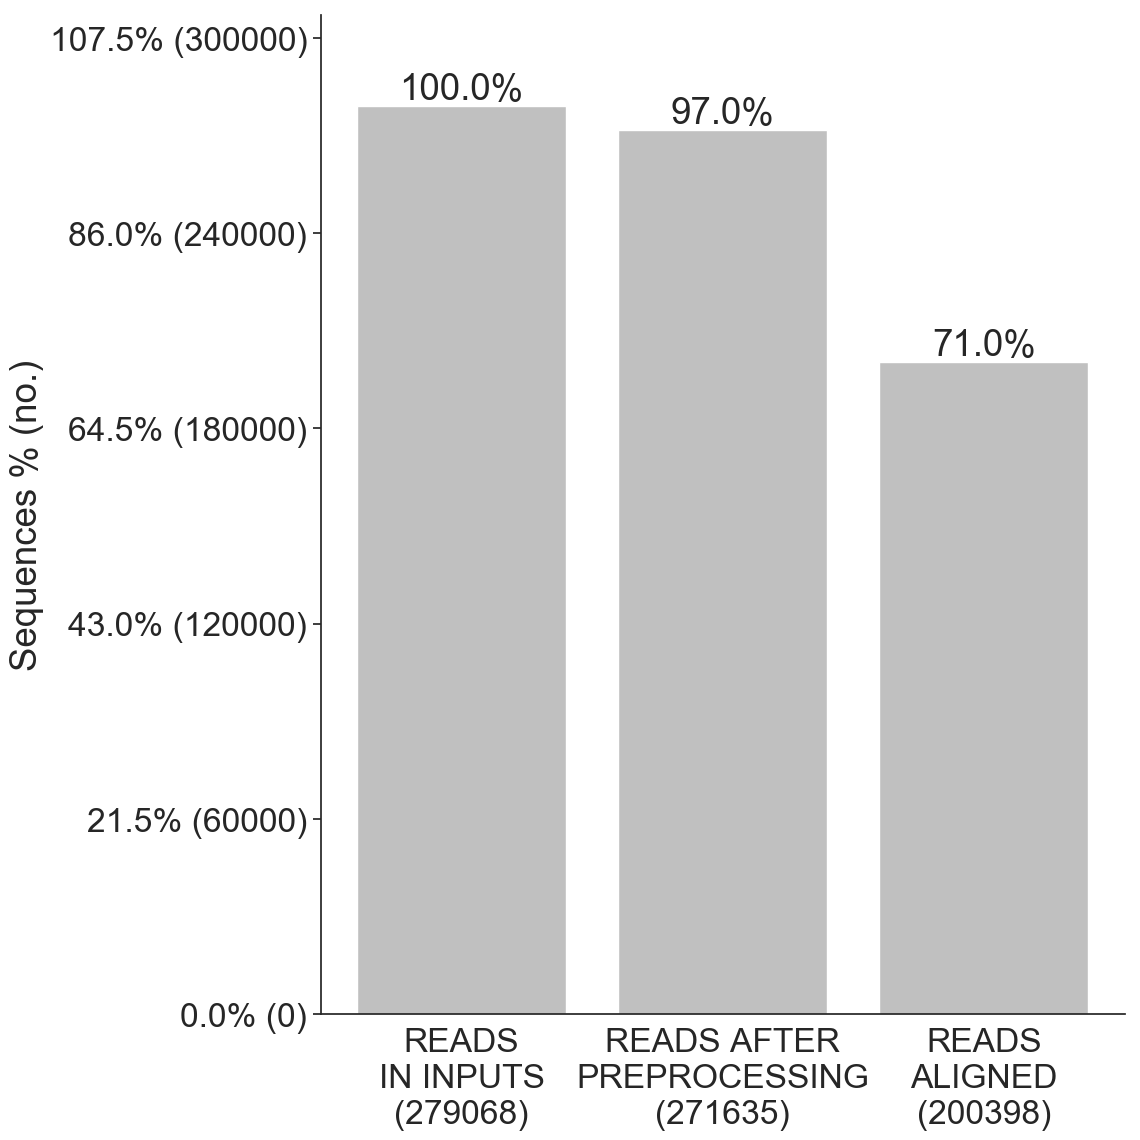 Sequences % (no.)
107.5% (300000)
86.0% (240000)
64.5% (180000)
43.0% (120000)
21.5% (60000)
0.0% (0)
100.0%
97.0%
71.0%
READS
IN INPUTS
(279068)
READS AFTER
PREPROCESSING
(271635)
READS
ALIGNED
(200398)